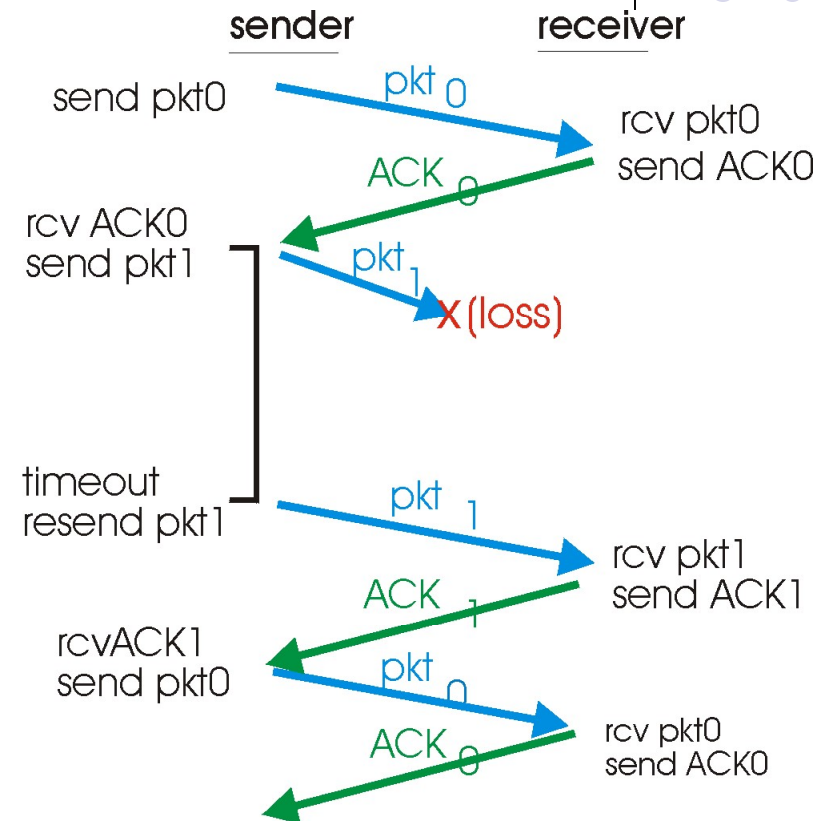 sender
receiver
send pkt0
pkt 0
rcv pkt0
send ACK0
ACK 0
rcv ACK0
send pkt1
pkt 1
X (loss)
timeout
resend pkt1
pkt 1
rcv pkt1
send ACK1
ACK 1
rcvACK1
send pkt0
pkt 0
rcv pkt0
send ACK0
ACK 0